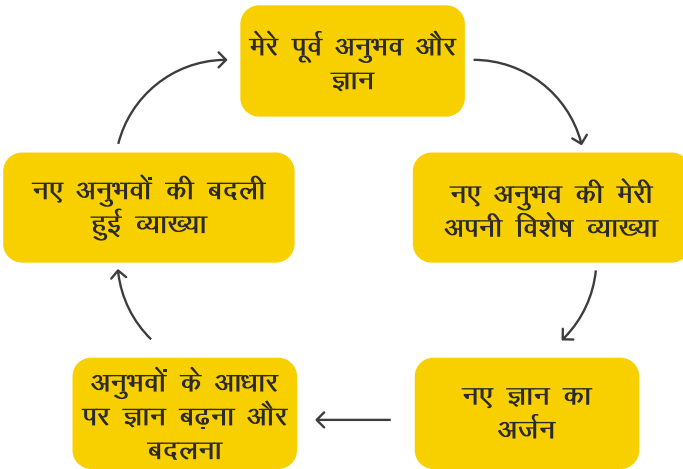 मेरे पूर्व अनुभव और
ज्ञान
नए अनुभव की मेरी
अपनी विशेष व्याख्या
नए ज्ञान का
अर्जन
अनुभवों के आधार
पर ज्ञान बढ़ना और
बदलना
नए अनुभवों की बदली
हुई व्याख्या